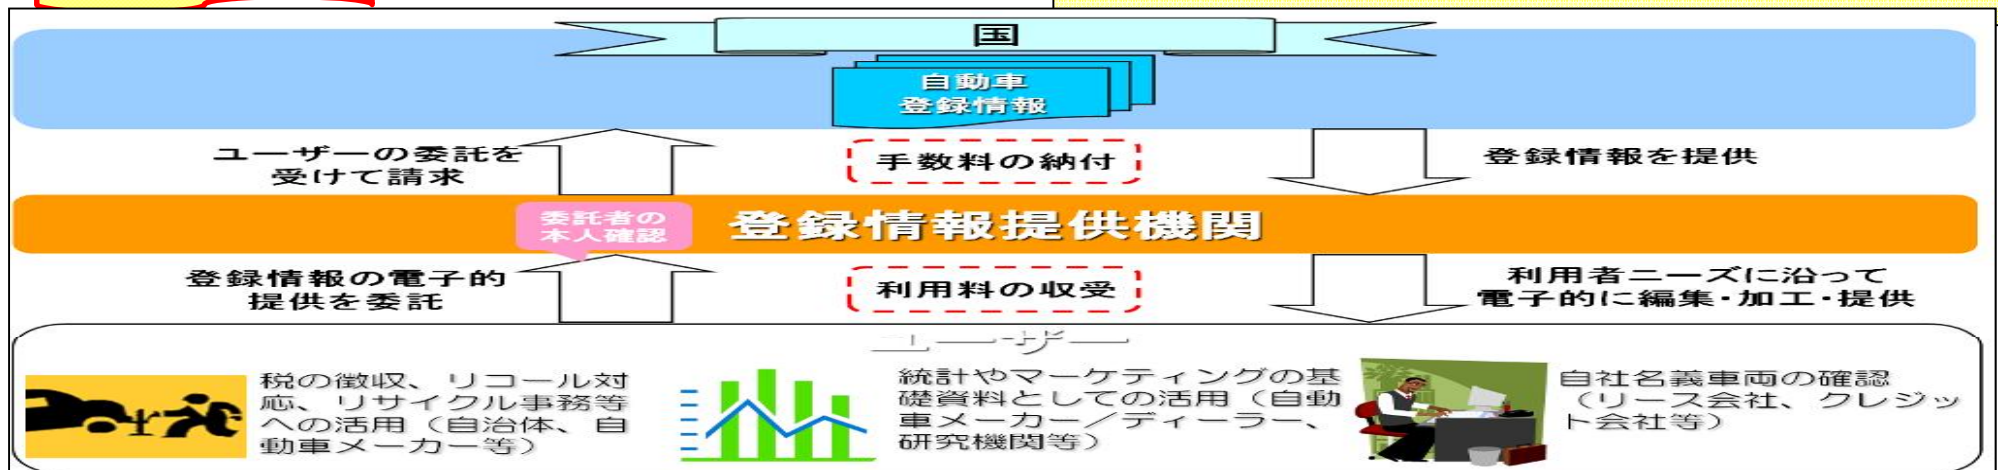 国
自動車
登録情報
ユーザーの委託を
受けて請求
手数料の納付
登録情報を提供
委託者の
本人確認
登録情報提供機関
登録情報の電子的
提供を委託
利用料の収受
利用者ニーズに沿って
電子的に編集・加工・提供
ユーザー
税の徴収、リコール対
応、リサイクル事務等
への活用（自治体、自
動車メーカー等）
統計やマーケティングの基
礎資料としての活用（自動
車メーカー／ディーラー、
研究機関等）
自社名義車両の確認
（リース会社、クレジッ
ト会社等）